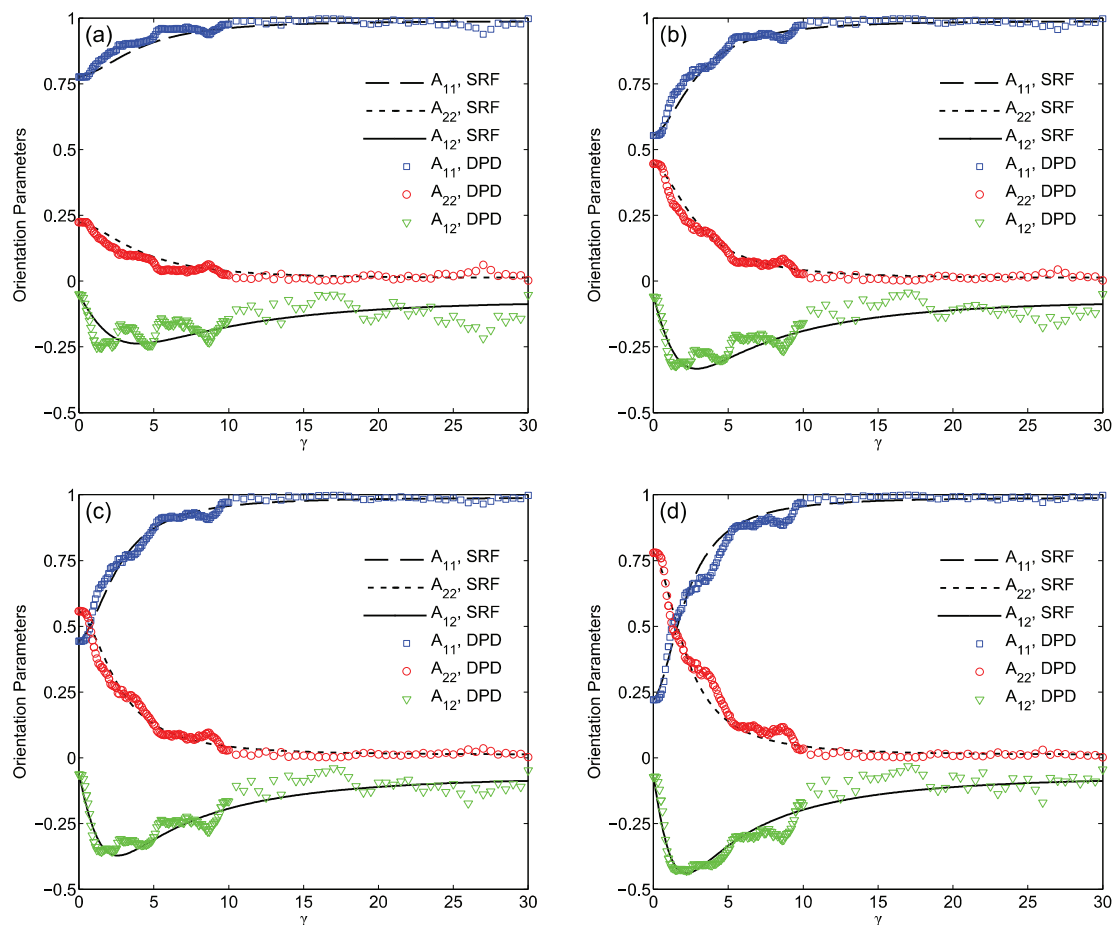 (a)
1
0.75
0.5
0.25
0
−0.25
−0.5
Orientation Parameters
A11, SRF
A22, SRF
A12, SRF
A11, DPD
A22, DPD
A12, DPD
0 5 10 15 20 25 30
γ
(b)
1
0.75
0.5
0.25
0
−0.25
−0.5
Orientation Parameters
A11, SRF
A22, SRF
A12, SRF
A11, DPD
A22, DPD
A12, DPD
0 5 10 15 20 25 30
γ
(c)
1
0.75
0.5
0.25
0
−0.25
−0.5
Orientation Parameters
A11, SRF
A22, SRF
A12, SRF
A11, DPD
A22, DPD
A12, DPD
0 5 10 15 20 25 30
γ
(d)
1
0.75
0.5
0.25
0
−0.25
−0.5
Orientation Parameters
A11, SRF
A22, SRF
A12, SRF
A11, DPD
A22, DPD
A12, DPD
0 5 10 15 20 25 30
γ